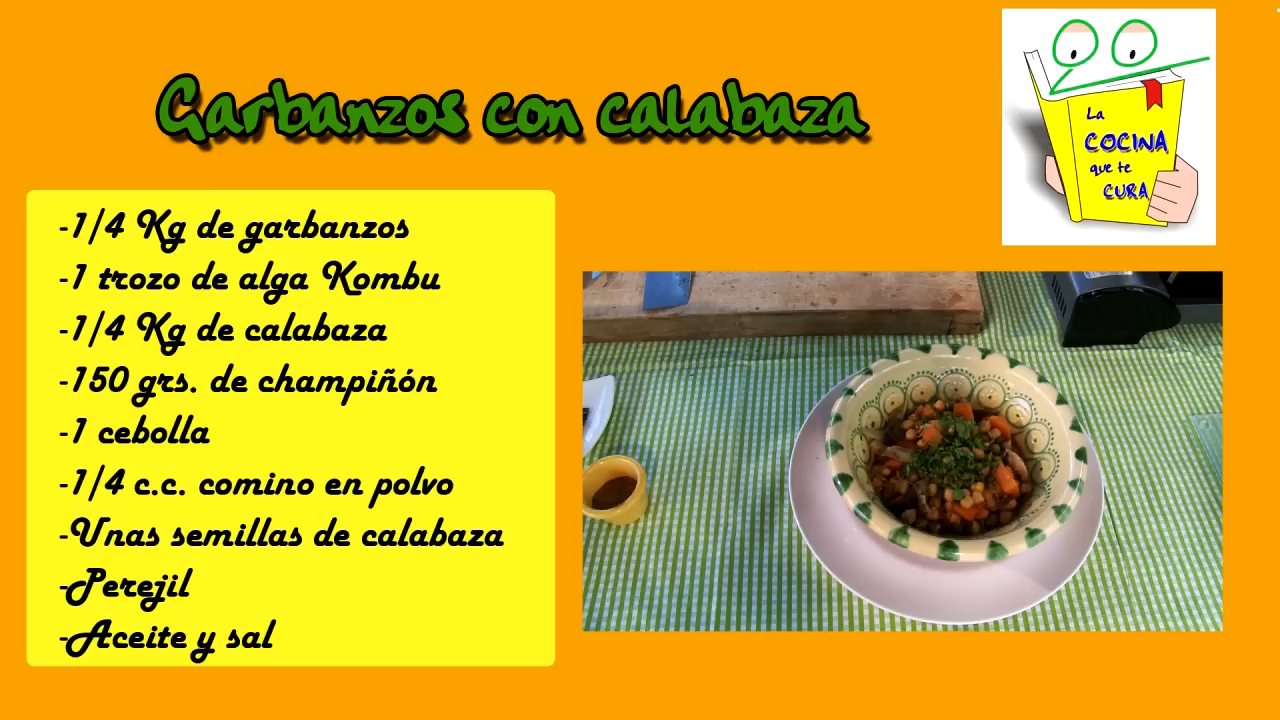 Garbanzos con calabaza
La
COCINA
que te
CURA
-1/4 Kg de garbanzos
-1 trozo de alga Kombu
-1/4 Kg de calabaza
-150 grs. de champiñón
-1 cebolla
-1/4 c.c. comino en polvo
-Unas semillas de calabaza
-Perejil
-Aceite y sal